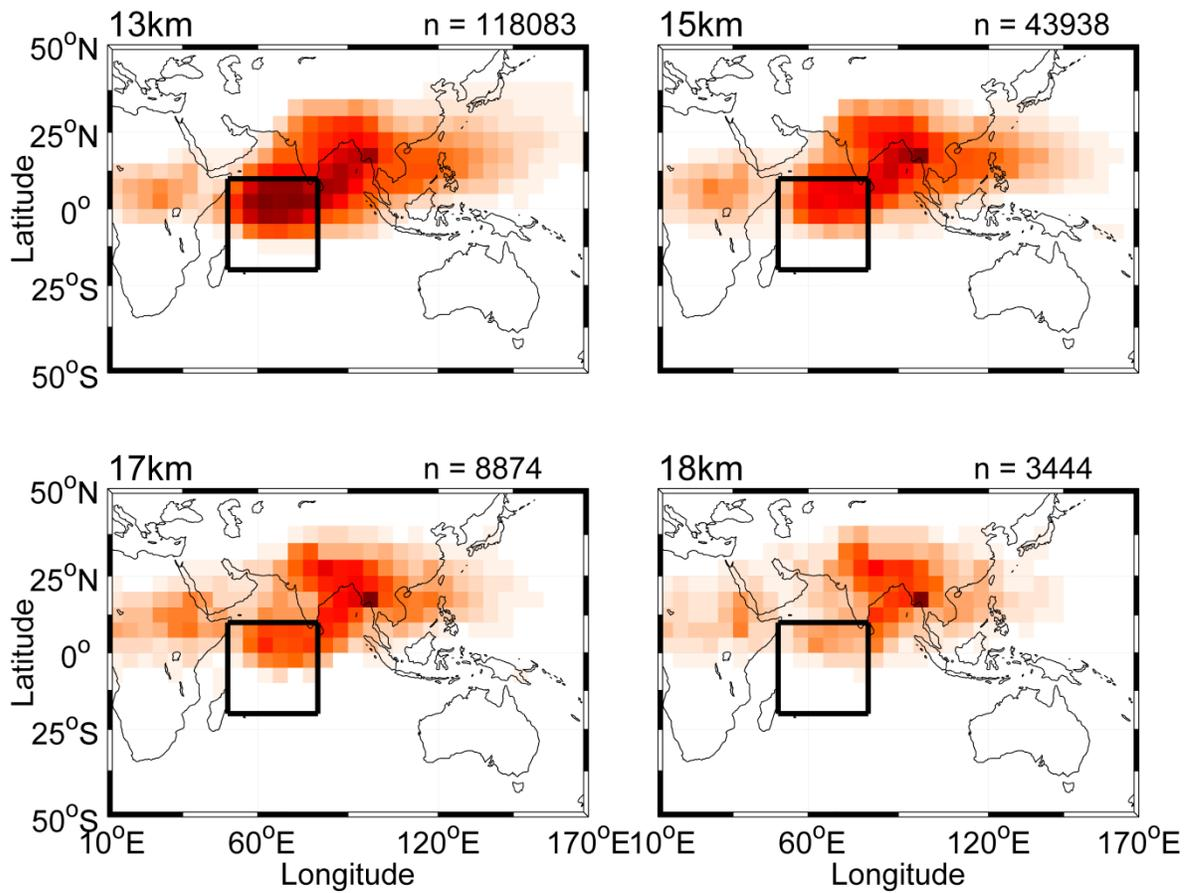 13km n = 118083
15km n = 43938
50°N
25°N
0°
25°S
50°S
Latitude
17km n = 8874
18km n = 3444
50°N
25°N
0°
25°S
50°S
Latitude
10°E 60°E 120°E 170°E
10°E 60°E 120°E 170°E
Longitude
Longitude